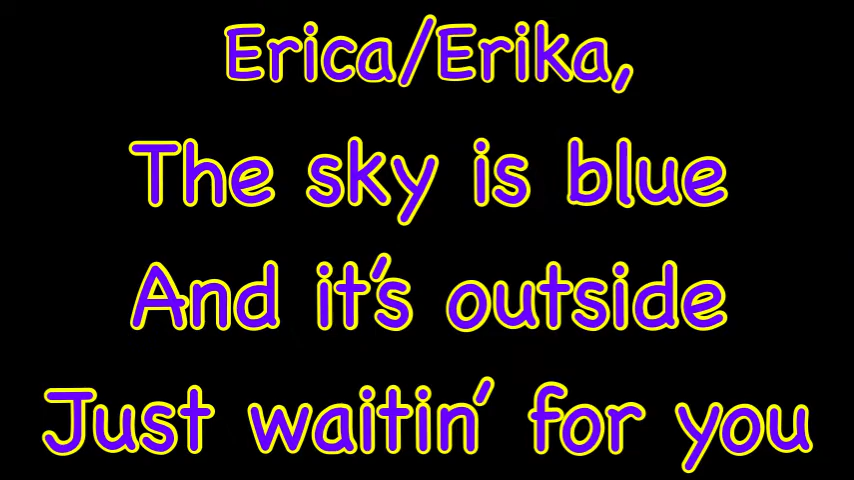 Erica/Erika,
The sky is blue
And it's outside
Just waitin' for you